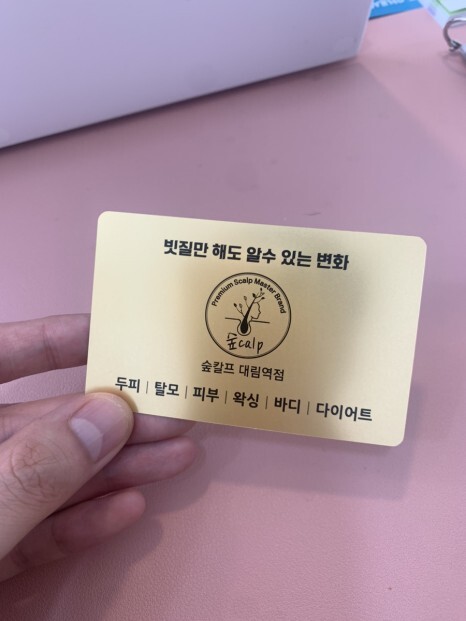 빗질만 해도 알수 있는 변화
Premium Scalp Master Brand
숲calp
숲칼프 대림역점
두피 | 탈모 | 피부 | 왁싱 | 바디 | 다이어트